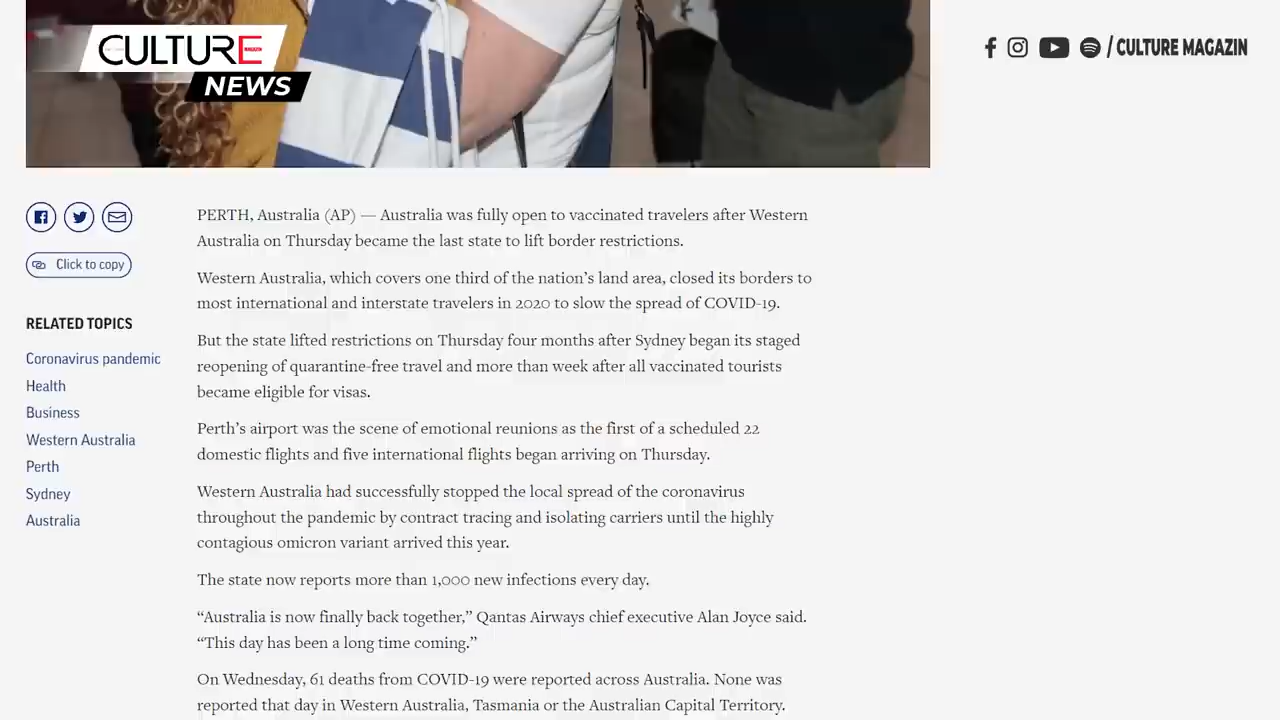 CULTURE
NEWS
/ CULTURE MAGAZIN
PERTH, Australia (AP) — Australia was fully open to vaccinated travelers after Western
Australia on Thursday became the last state to lift border restrictions.
Click to copy
Western Australia, which covers one third of the nation’s land area, closed its borders to
most international and interstate travelers in 2020 to slow the spread of COVID-19.
RELATED TOPICS
Coronavirus pandemic
Health
Business
Western Australia
Perth
Sydney
Australia
But the state lifted restrictions on Thursday four months after Sydney began its staged
reopening of quarantine-free travel and more than week after all vaccinated tourists
became eligible for visas.
Perth’s airport was the scene of emotional reunions as the first of a scheduled 22
domestic flights and five international flights began arriving on Thursday.
Western Australia had successfully stopped the local spread of the coronavirus
throughout the pandemic by contract tracing and isolating carriers until the highly
contagious omicron variant arrived this year.
The state now reports more than 1,000 new infections every day.
“Australia is now finally back together,” Qantas Airways chief executive Alan Joyce said.
“This day has been a long time coming.”
On Wednesday, 61 deaths from COVID-19 were reported across Australia. None was
reported that day in Western Australia, Tasmania or the Australian Capital Territory.